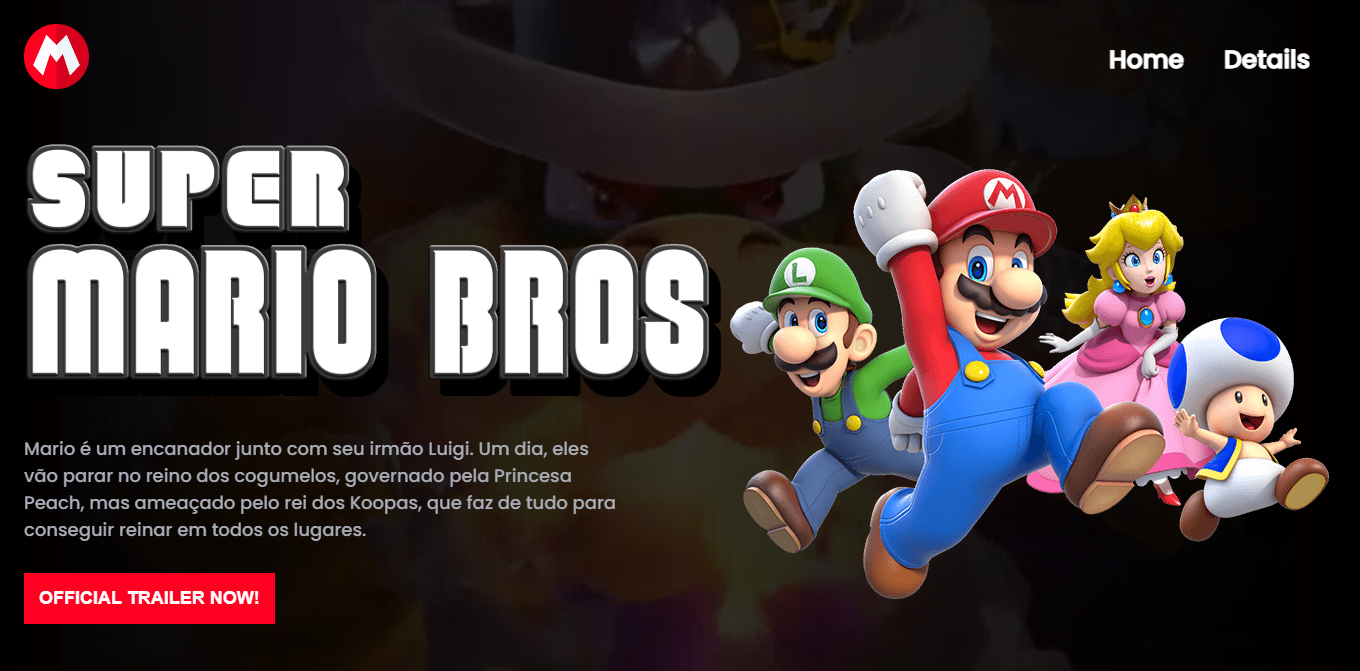 M
Home Details
SUPER
MARIO BROS
L
M
Mario é um encanador junto com seu irmão Luigi. Um dia, eles
vão parar no reino dos cogumelos, governado pela Princesa
Peach, mas ameaçado pelo rei dos Koopas, que faz de tudo para
conseguir reinar em todos os lugares.
OFFICIAL TRAILER NOW!